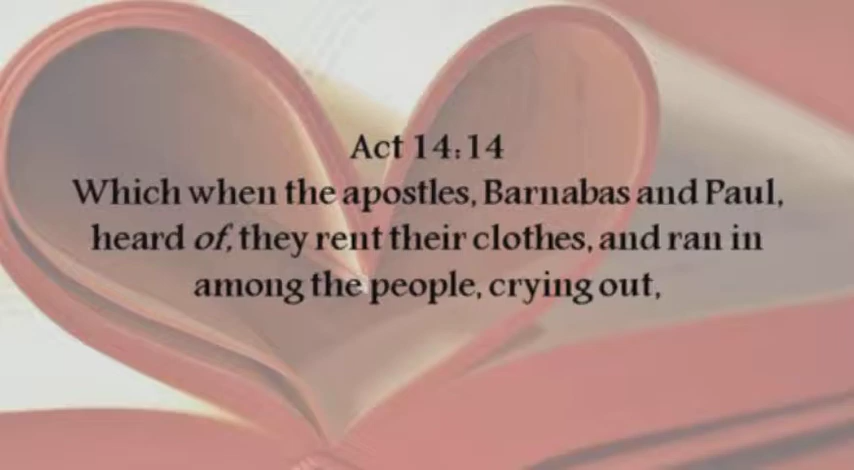 Act 14:14
Which when the apostles, Barnabas and Paul,
heard of, they rent their clothes, and ran in
among the people, crying out,